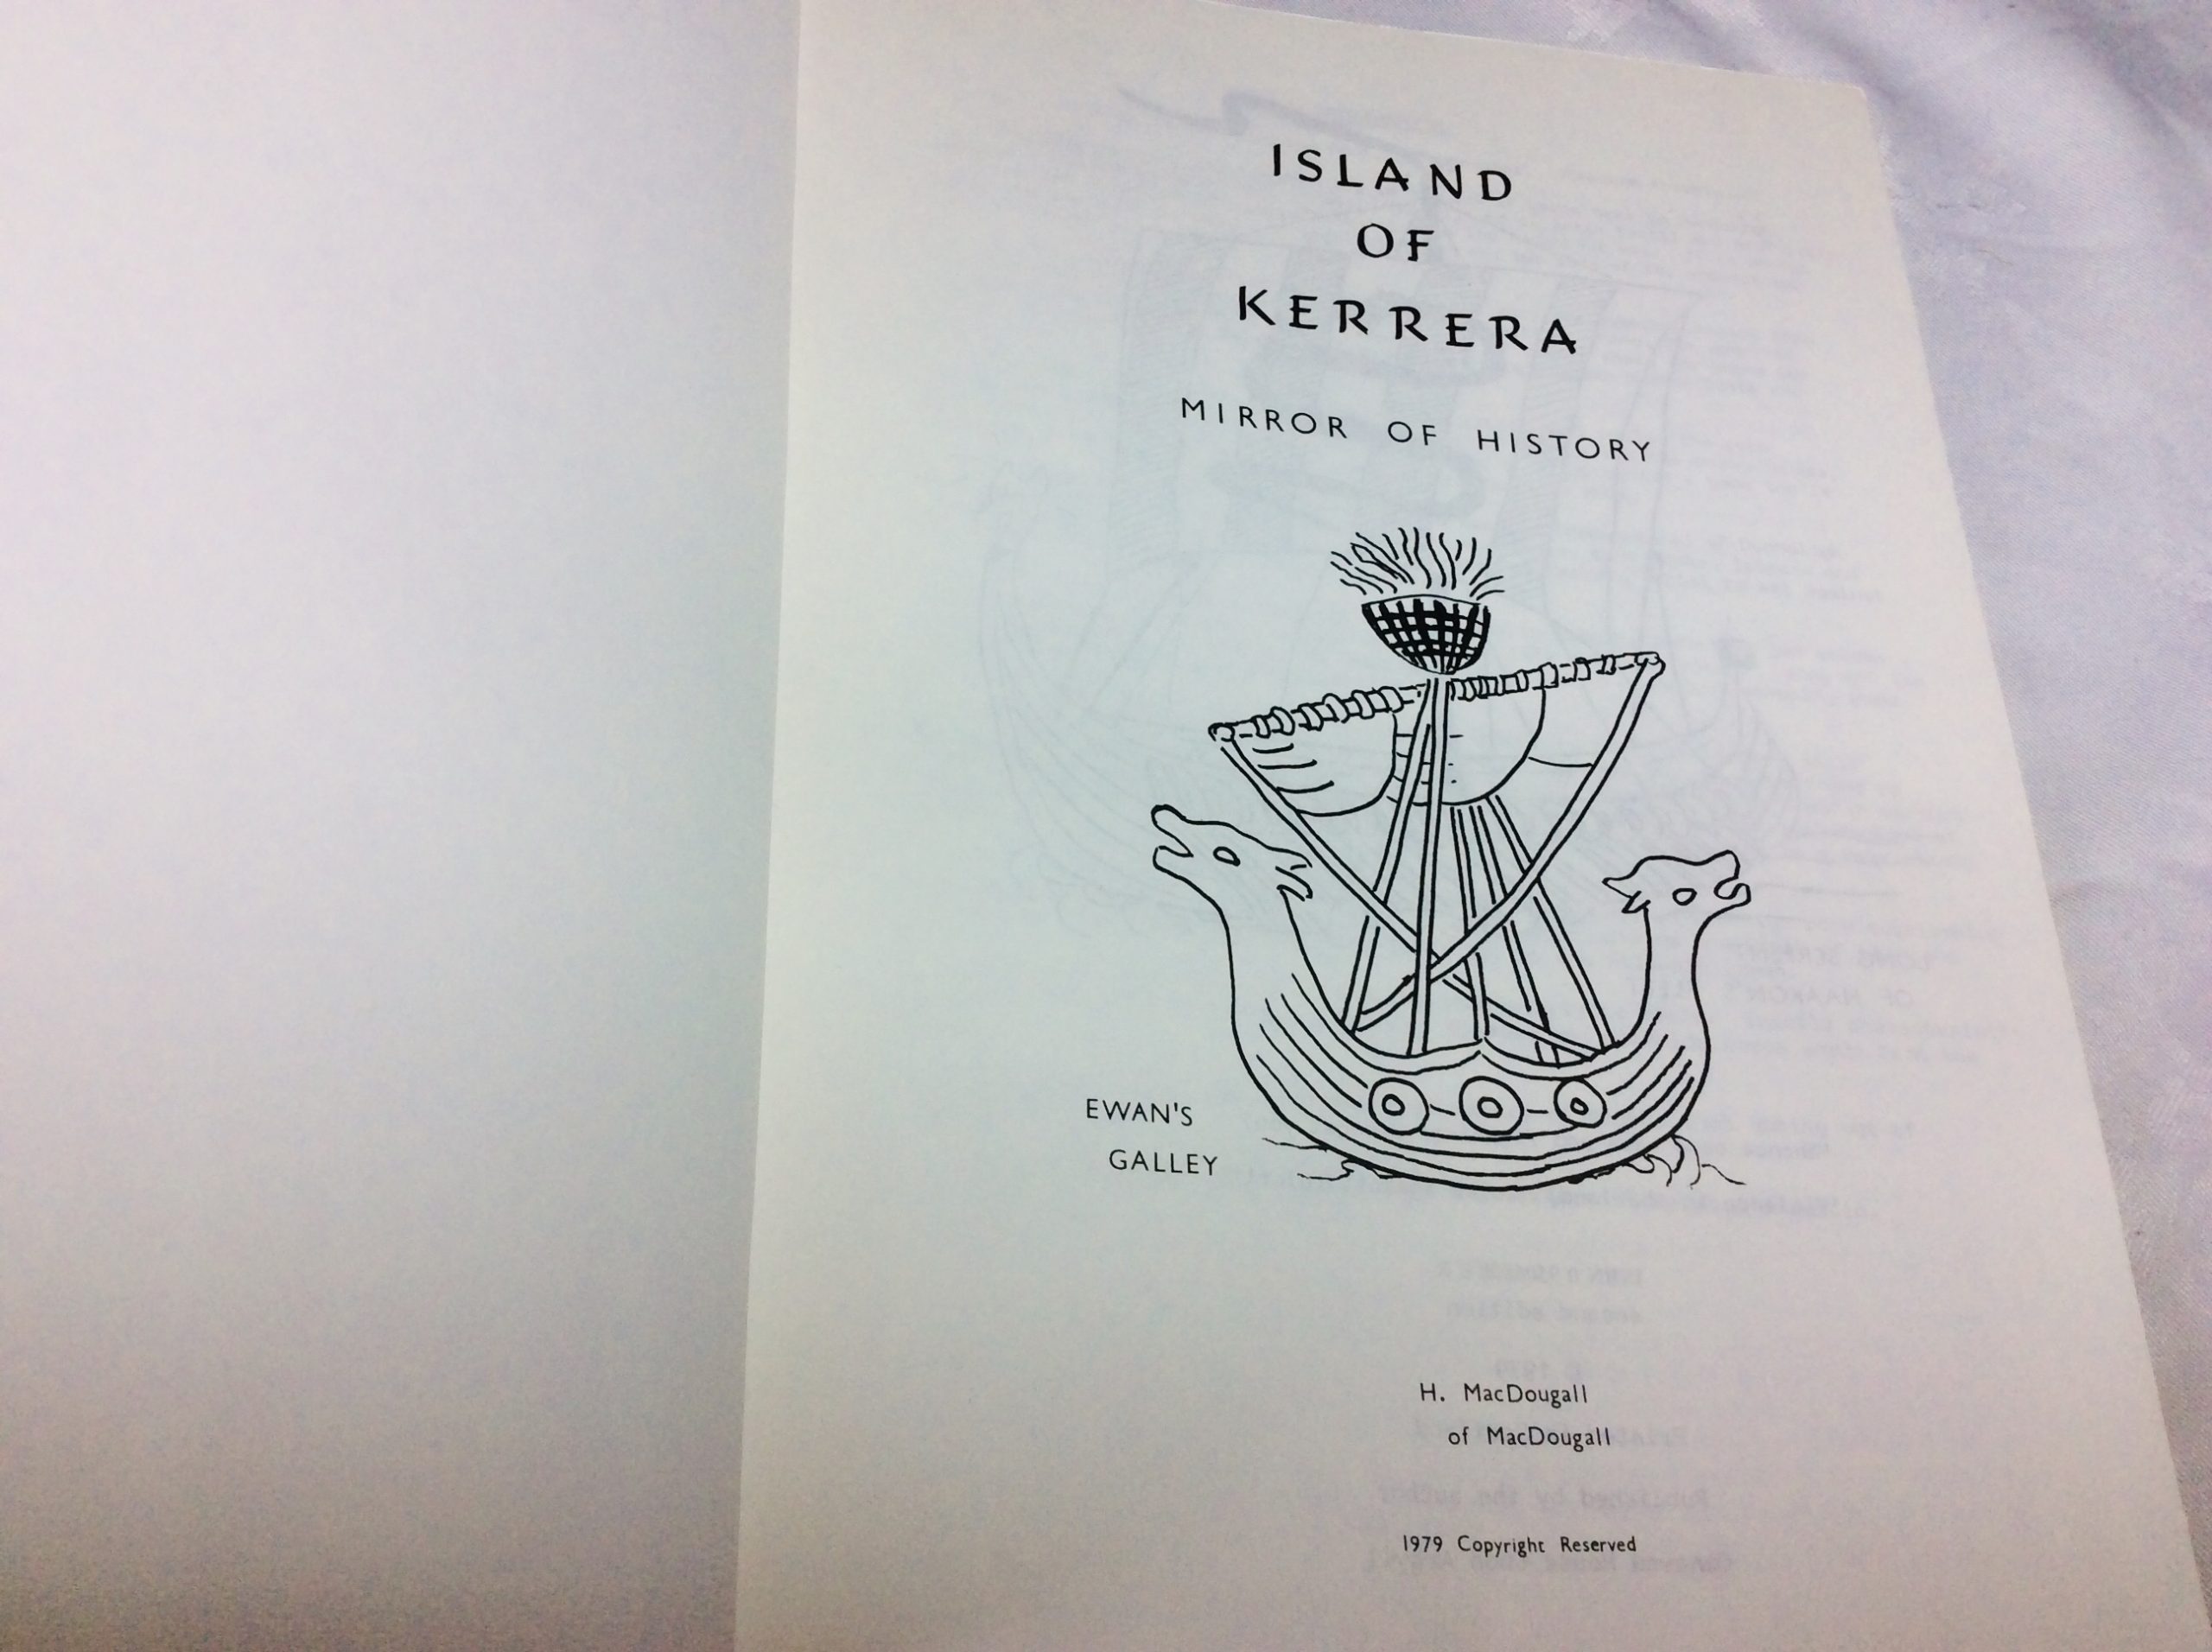 ISLAND
OF
KERRERA
MIRROR OF HISTORY
EWAN'S
GALLEY
H. MacDougall
of MacDougall
1979 Copyright Reserved